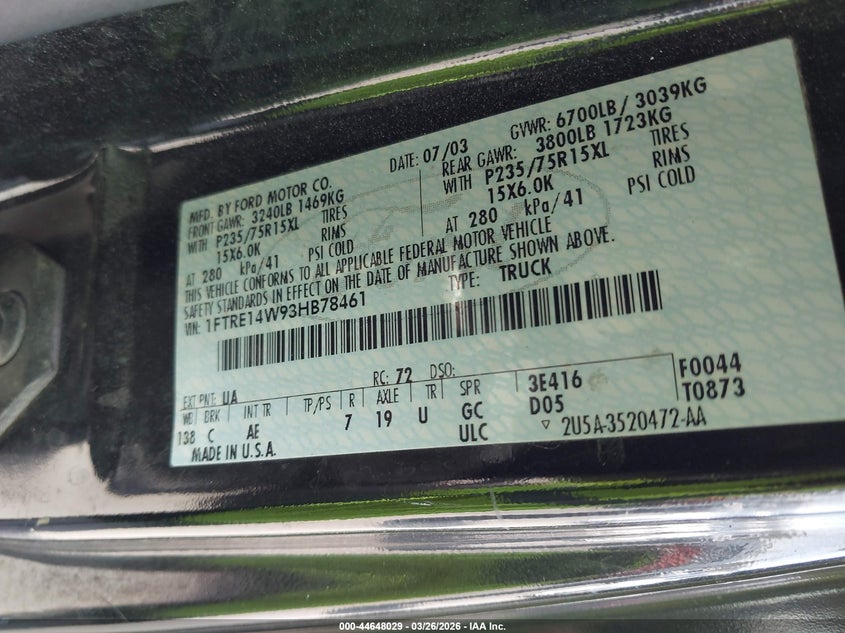 MFD. BY FORD MOTOR CO.
DATE: 07/03 GVWR: 6700LB/ 3039KG
FRONT GAWR: 3240LB 1469KG REAR GAWR: 3800LB 1723KG
WITH P235/75R15XL TIRES WITH P235/75R15XL TIRES
15X6.0K RIMS 15X6.0K RIMS
AT 280 kPa/41 PSI COLD AT 280 kPa/41 PSI COLD
THIS VEHICLE CONFORMS TO ALL APPLICABLE FEDERAL MOTOR VEHICLE
SAFETY STANDARDS IN EFFECT ON THE DATE OF MANUFACTURE SHOWN ABOVE.
VIN: 1FTRE14W93HB78461 TYPE: TRUCK
EXT PNT: UA RC: 72 DSO:
WB BRK INT TR TP/PS R AXLE TR SPR
138 C AE 7 19 U GC
ULC
3E416 F0044
D05 T0873
▽ 2U5A-3520472-AA
MADE IN U.S.A.
000-44648029 - 03/26/2026 - IAA Inc.